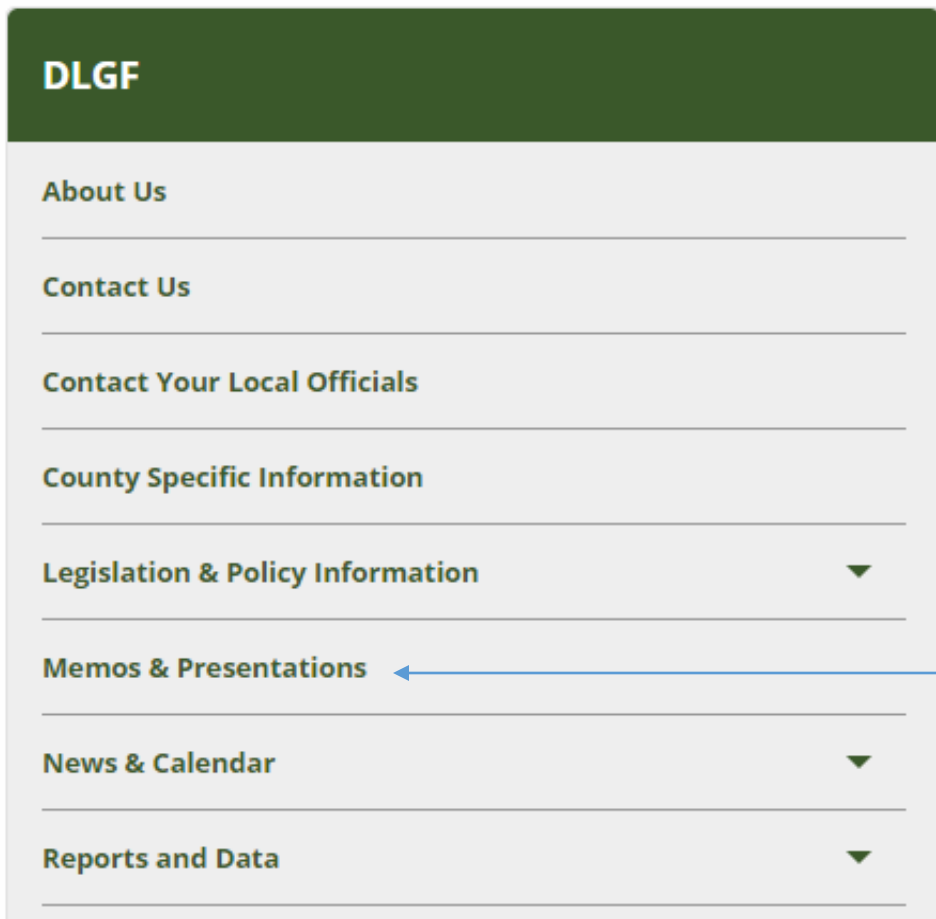 DLGF
About Us
Contact Us
Contact Your Local Officials
County Specific Information
Legislation & Policy Information
Memos & Presentations
News & Calendar
Reports and Data